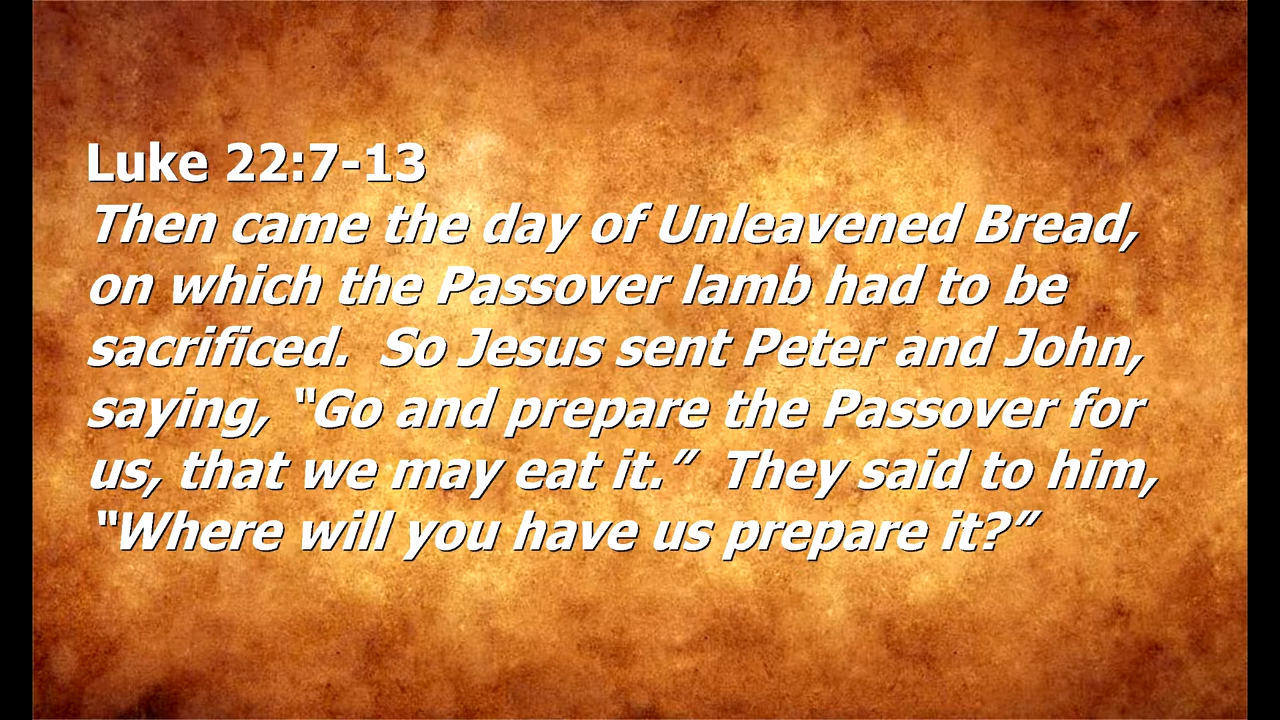 Luke 22:7-13
Then came the day of Unleavened Bread,
on which the Passover lamb had to be
sacrificed.  So Jesus sent Peter and John,
saying, “Go and prepare the Passover for
us, that we may eat it.”  They said to him,
“Where will you have us prepare it?”